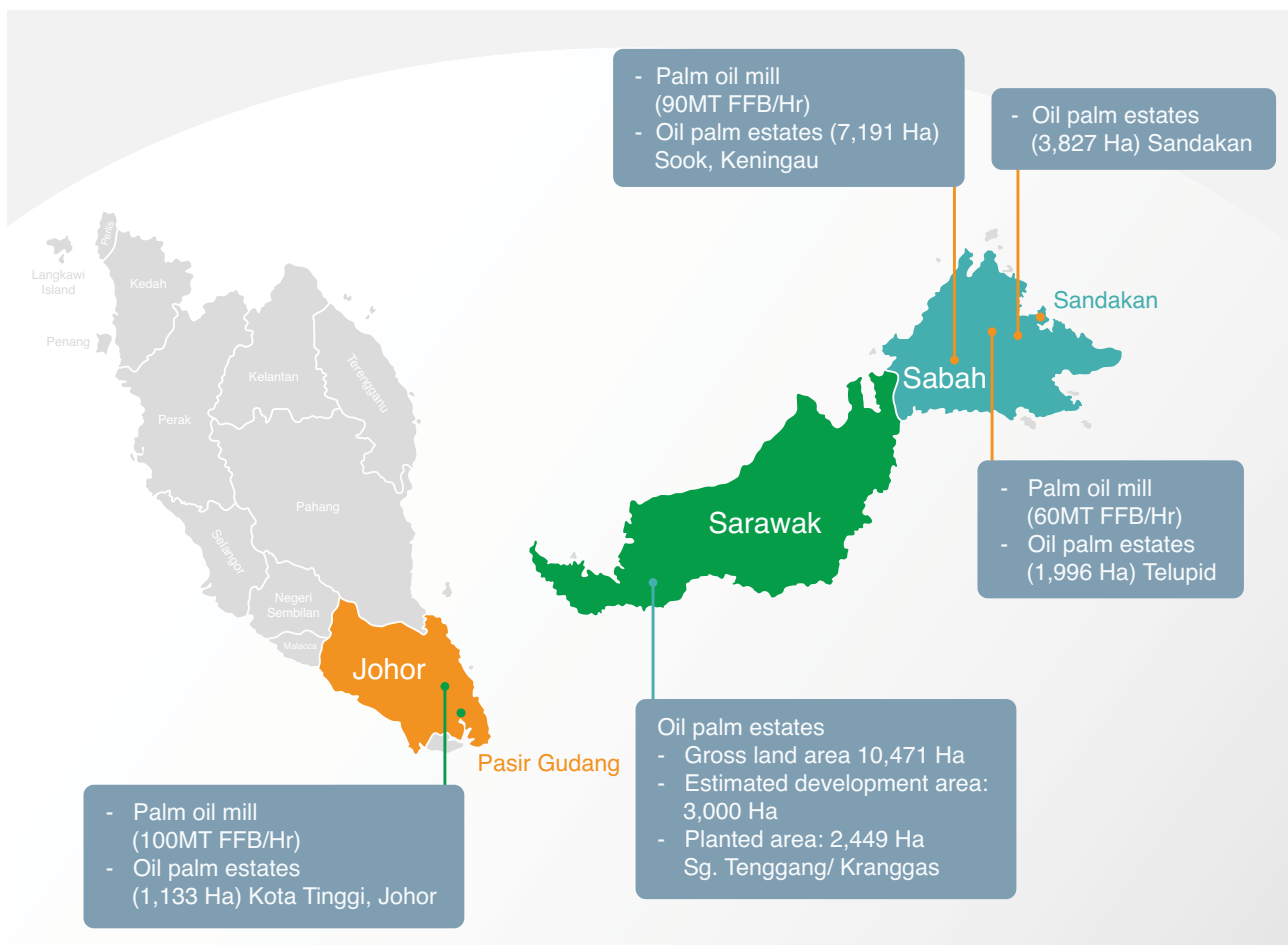 - Palm oil mill
(90MT FFB/Hr)
- Oil palm estates (7,191 Ha)
Sook, Keningau
- Oil palm estates
(3,827 Ha) Sandakan
Perlis
Langkawi
Island
Kedah
Penang
Kelantan
Terengganu
Perak
Pahang
Selangor
Negeri
Sembilan
Malacca
Johor
Pasir Gudang
Sandakan
Sabah
Sarawak
- Palm oil mill
(60MT FFB/Hr)
- Oil palm estates
(1,996 Ha) Telupid
Oil palm estates
- Gross land area 10,471 Ha
- Estimated development area:
3,000 Ha
- Planted area: 2,449 Ha
Sg. Tenggang/ Kranggas
- Palm oil mill
(100MT FFB/Hr)
- Oil palm estates
(1,133 Ha) Kota Tinggi, Johor